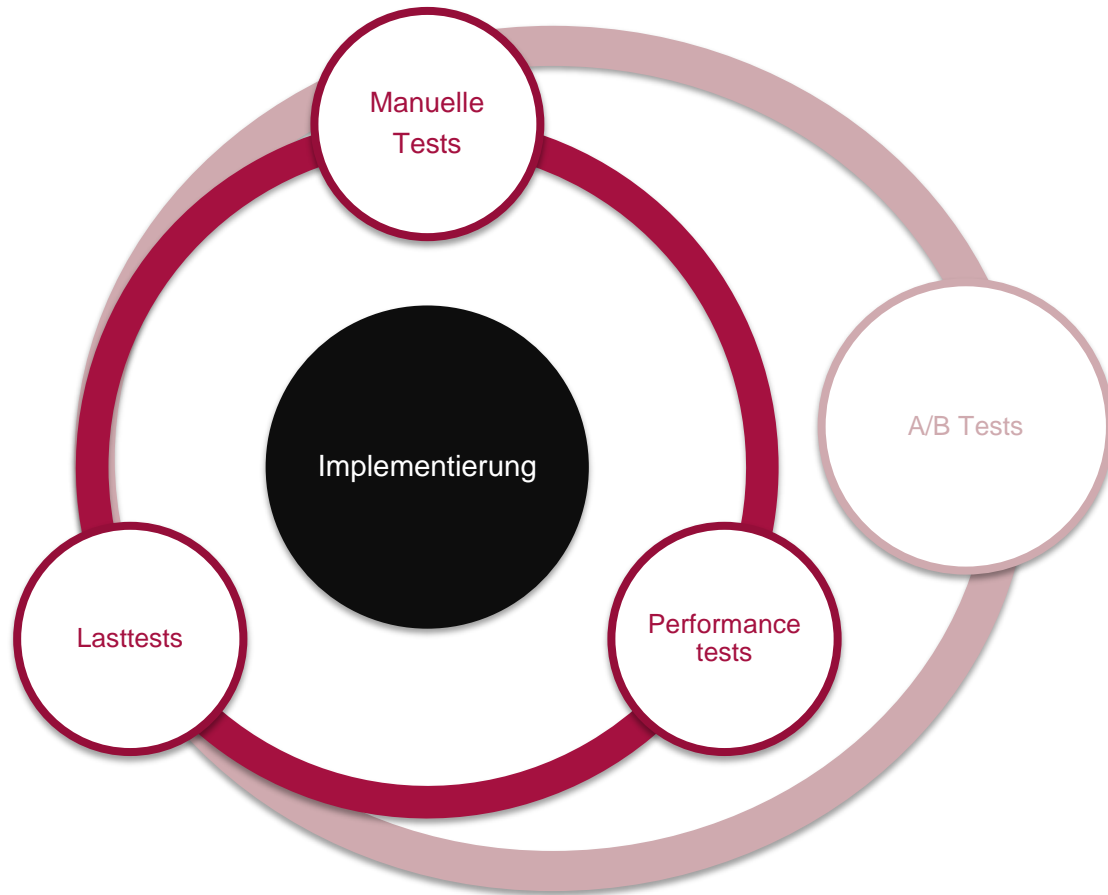 Manuelle
Tests
A/B Tests
Implementierung
Lasttests
Performance
tests